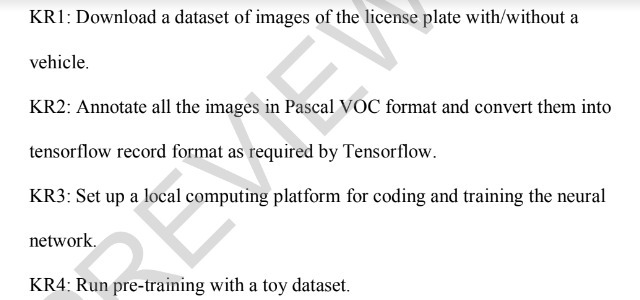 KR1: Download a dataset of images of the license plate with/without a
vehicle.
KR2: Annotate all the images in Pascal VOC format and convert them into
tensorflow record format as required by Tensorflow.
KR3: Set up a local computing platform for coding and training the neural
network.
KR4: Run pre-training with a toy dataset.
PREVIEW